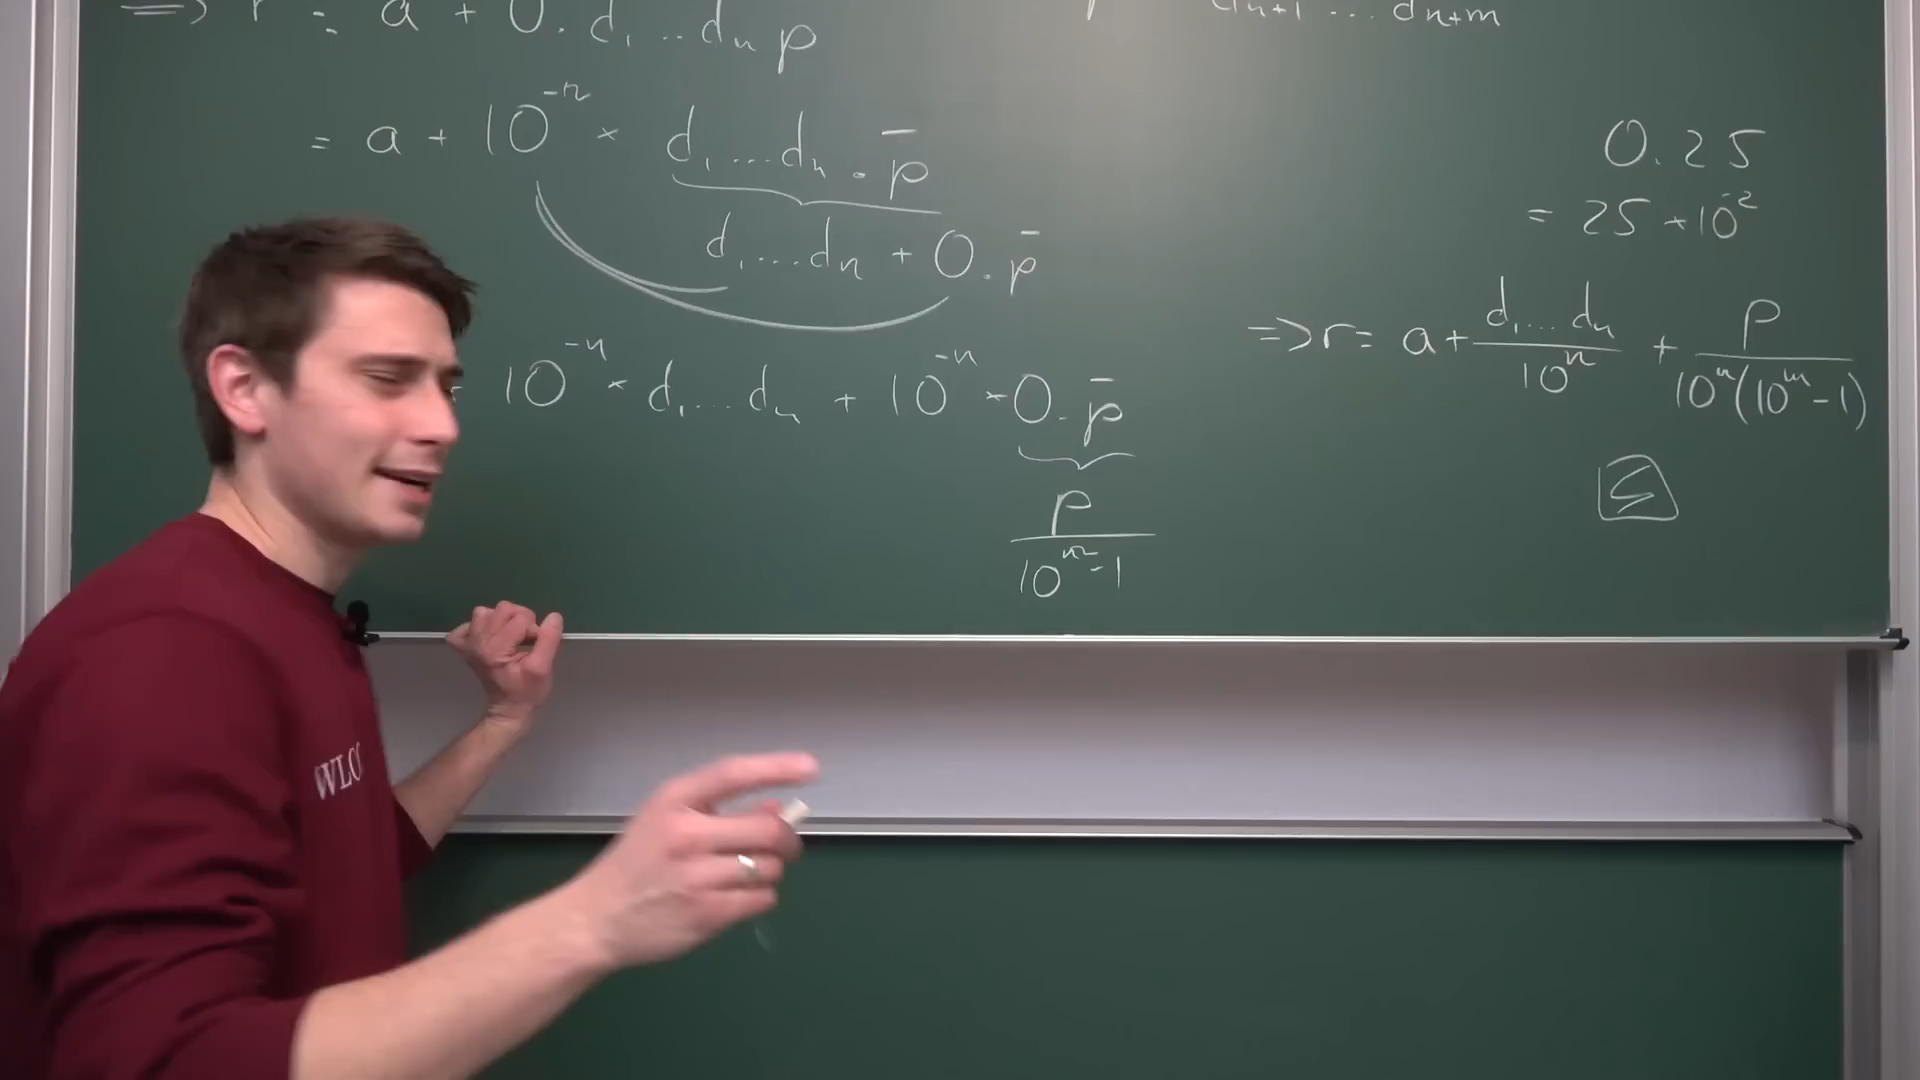 => r = a + 0.d₁...dₙ p
dₙ₊₁...dₙ₊ₘ
= a + 10⁻ⁿ × d₁...dₙ . p̄
d₁...dₙ + 0.p̄
10⁻ⁿ × d₁...dₙ + 10⁻ⁿ × 0.p̄
p
10ᵐ-1
0.25
= 25 * 10⁻²
=> r = a + d₁...dₙ/10ⁿ + p/10ⁿ(10ᵐ-1)
WLO